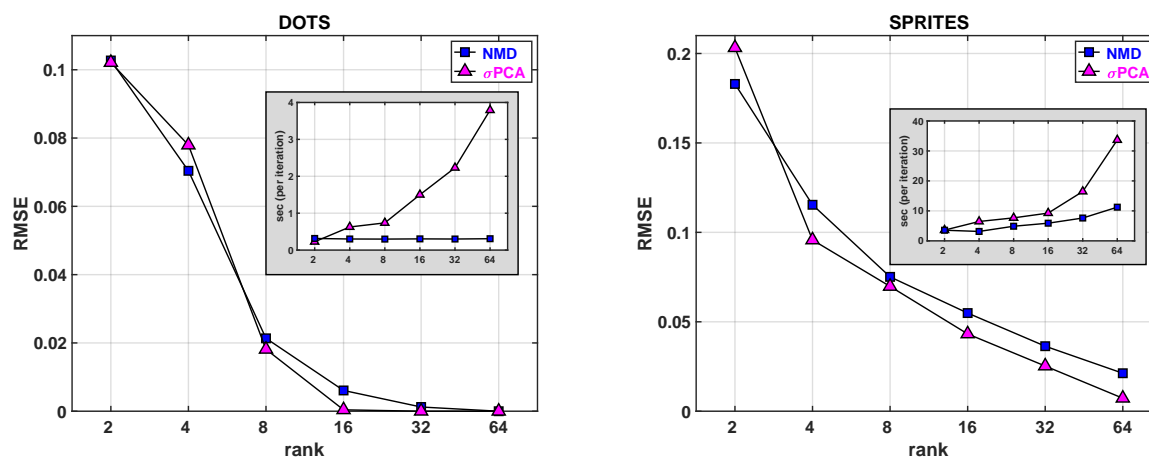 DOTS
NMD
σPCA
RMSE
0.1
0.08
0.06
0.04
0.02
0
2 4 8 16 32 64
rank
sec (per iteration)
4
3
2
1
0
2 4 8 16 32 64
SPRITES
NMD
σPCA
RMSE
0.2
0.15
0.1
0.05
0
2 4 8 16 32 64
rank
sec (per iteration)
40
30
20
10
0
2 4 8 16 32 64